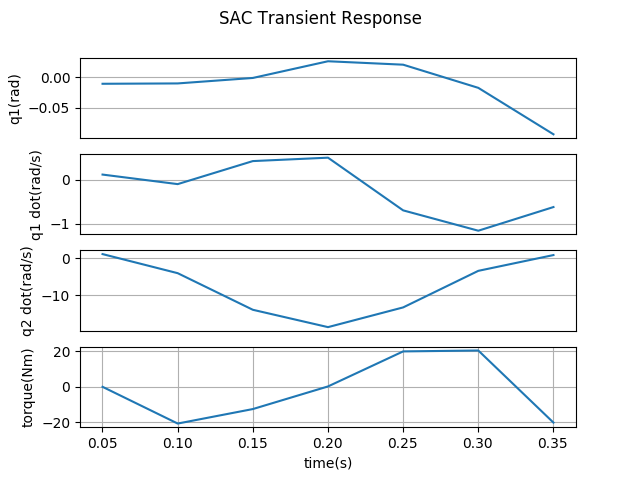 SAC Transient Response
q1(rad)
0.00
−0.05
q1 dot(rad/s)
0
−1
q2 dot(rad/s)
0
−10
torque(Nm)
20
0
−20
0.05 0.10 0.15 0.20 0.25 0.30 0.35
time(s)